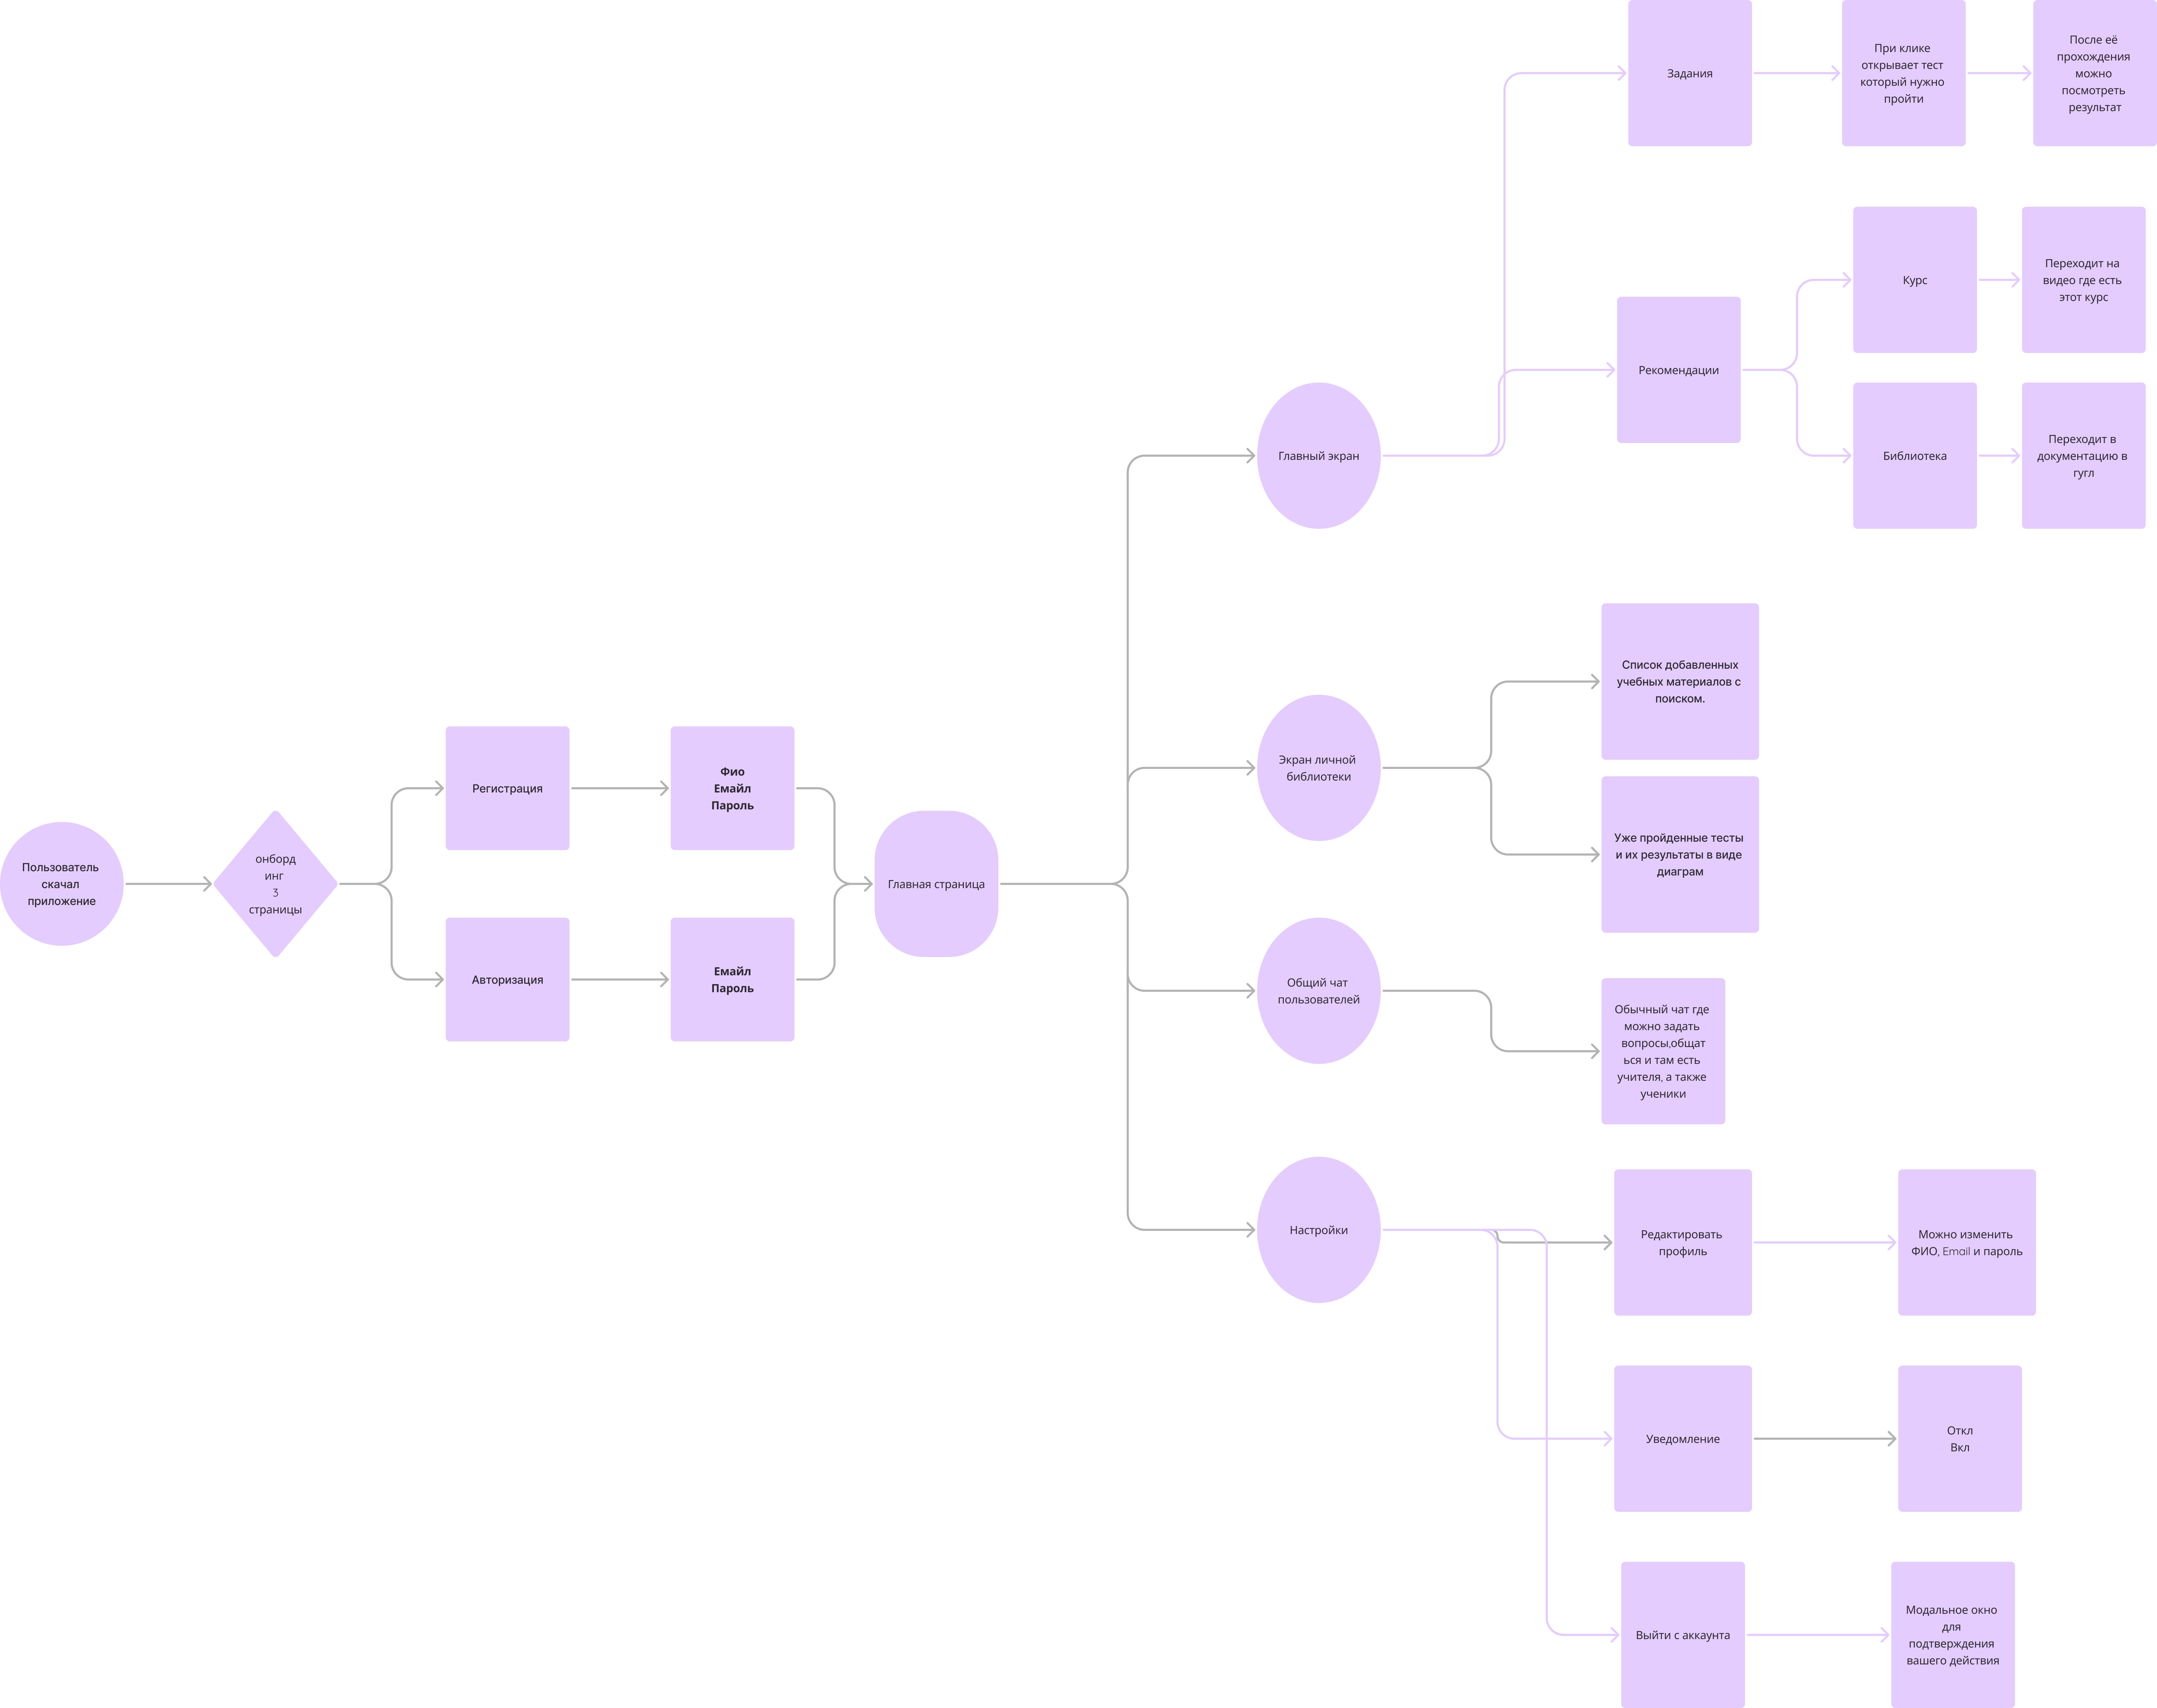 Пользователь
скачал
приложение
онборд
инг
3
страницы
Регистрация
Фио
Емайл
Пароль
Авторизация
Емайл
Пароль
Главная страница
Главный экран
Задания
При клике
открывает тест
который нужно
пройти
После её
прохождения
можно
посмотреть
результат
Рекомендации
Курс
Переходит на
видео где есть
этот курс
Библиотека
Переходит в
документацию в
гугл
Экран личной
библиотеки
Список добавленных
учебных материалов с
поиском.
Уже пройденные тесты
и их результаты в виде
диаграм
Общий чат
пользователей
Обычный чат где
можно задать
вопросы,общат
ься и там есть
учителя, а также
ученики
Настройки
Редактировать
профиль
Можно изменить
ФИО, Email и пароль
Уведомление
Откл
Вкл
Выйти с аккаунта
Модальное окно
для
подтверждения
вашего действия